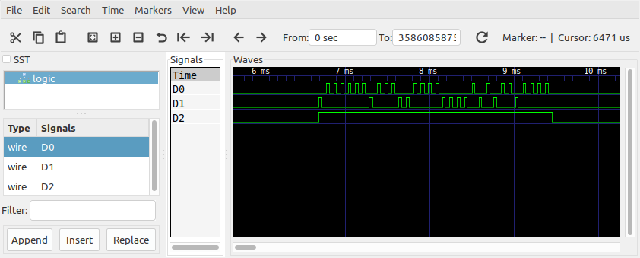 File Edit Search Time Markers View Help
From: 0 sec To: 3586085875 Marker: -- | Cursor: 6471 us
SST
logic
Type Signals
wire D0
wire D1
wire D2
Filter:
Append Insert Replace
Signals
Time
D0
D1
D2
Waves
6 ms 7 ms 8 ms 9 ms 10 ms